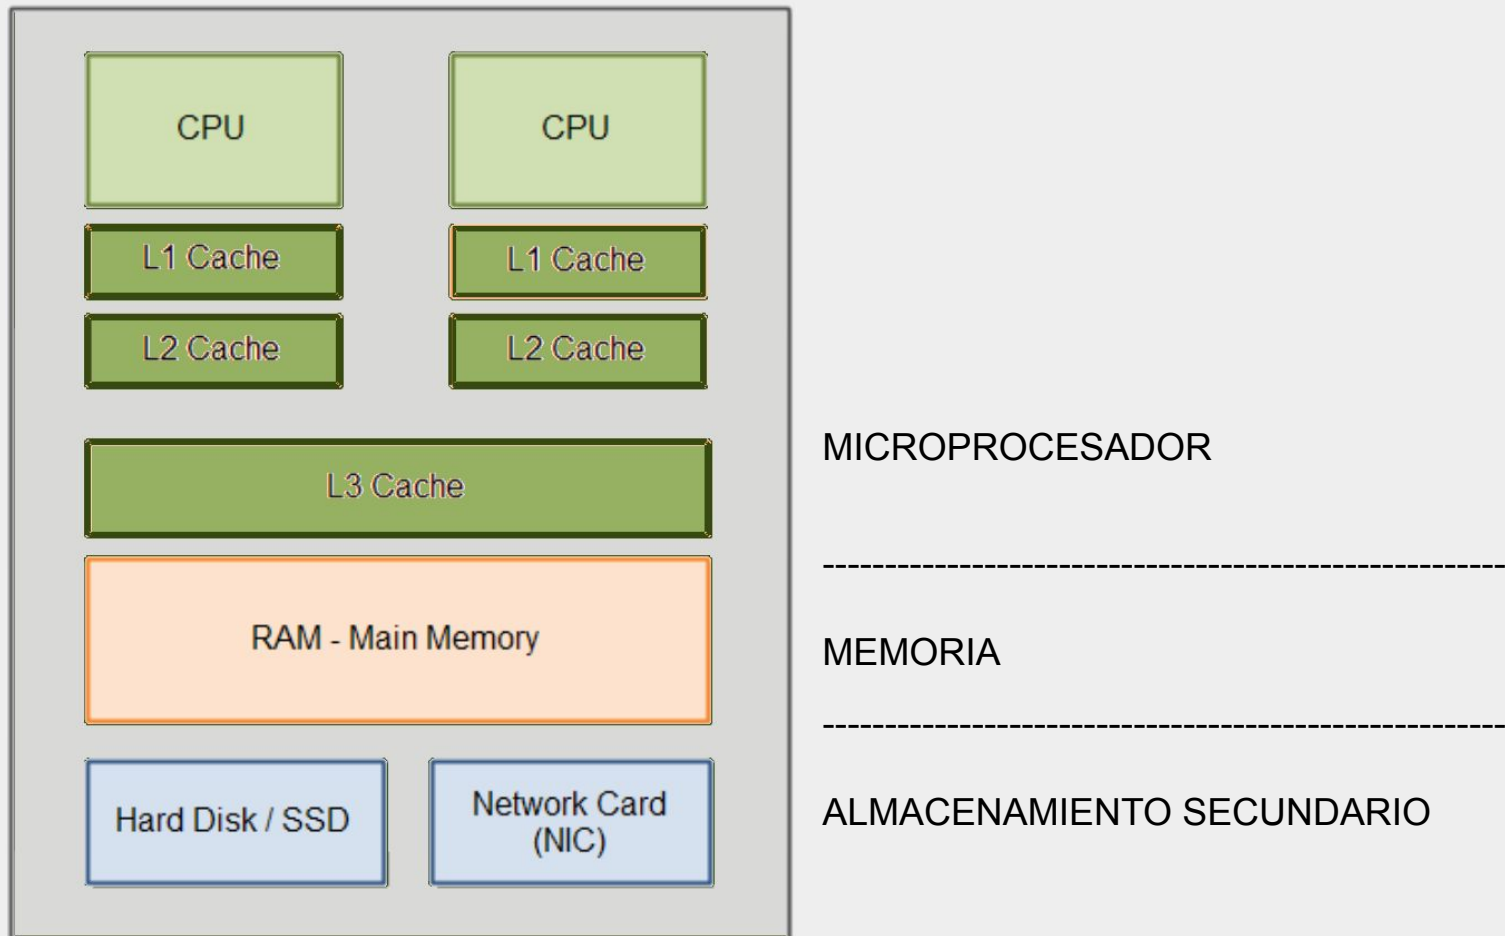 CPU
CPU
L1 Cache
L1 Cache
L2 Cache
L2 Cache
L3 Cache
MICROPROCESADOR
RAM - Main Memory
MEMORIA
Hard Disk / SSD
Network Card
(NIC)
ALMACENAMIENTO SECUNDARIO